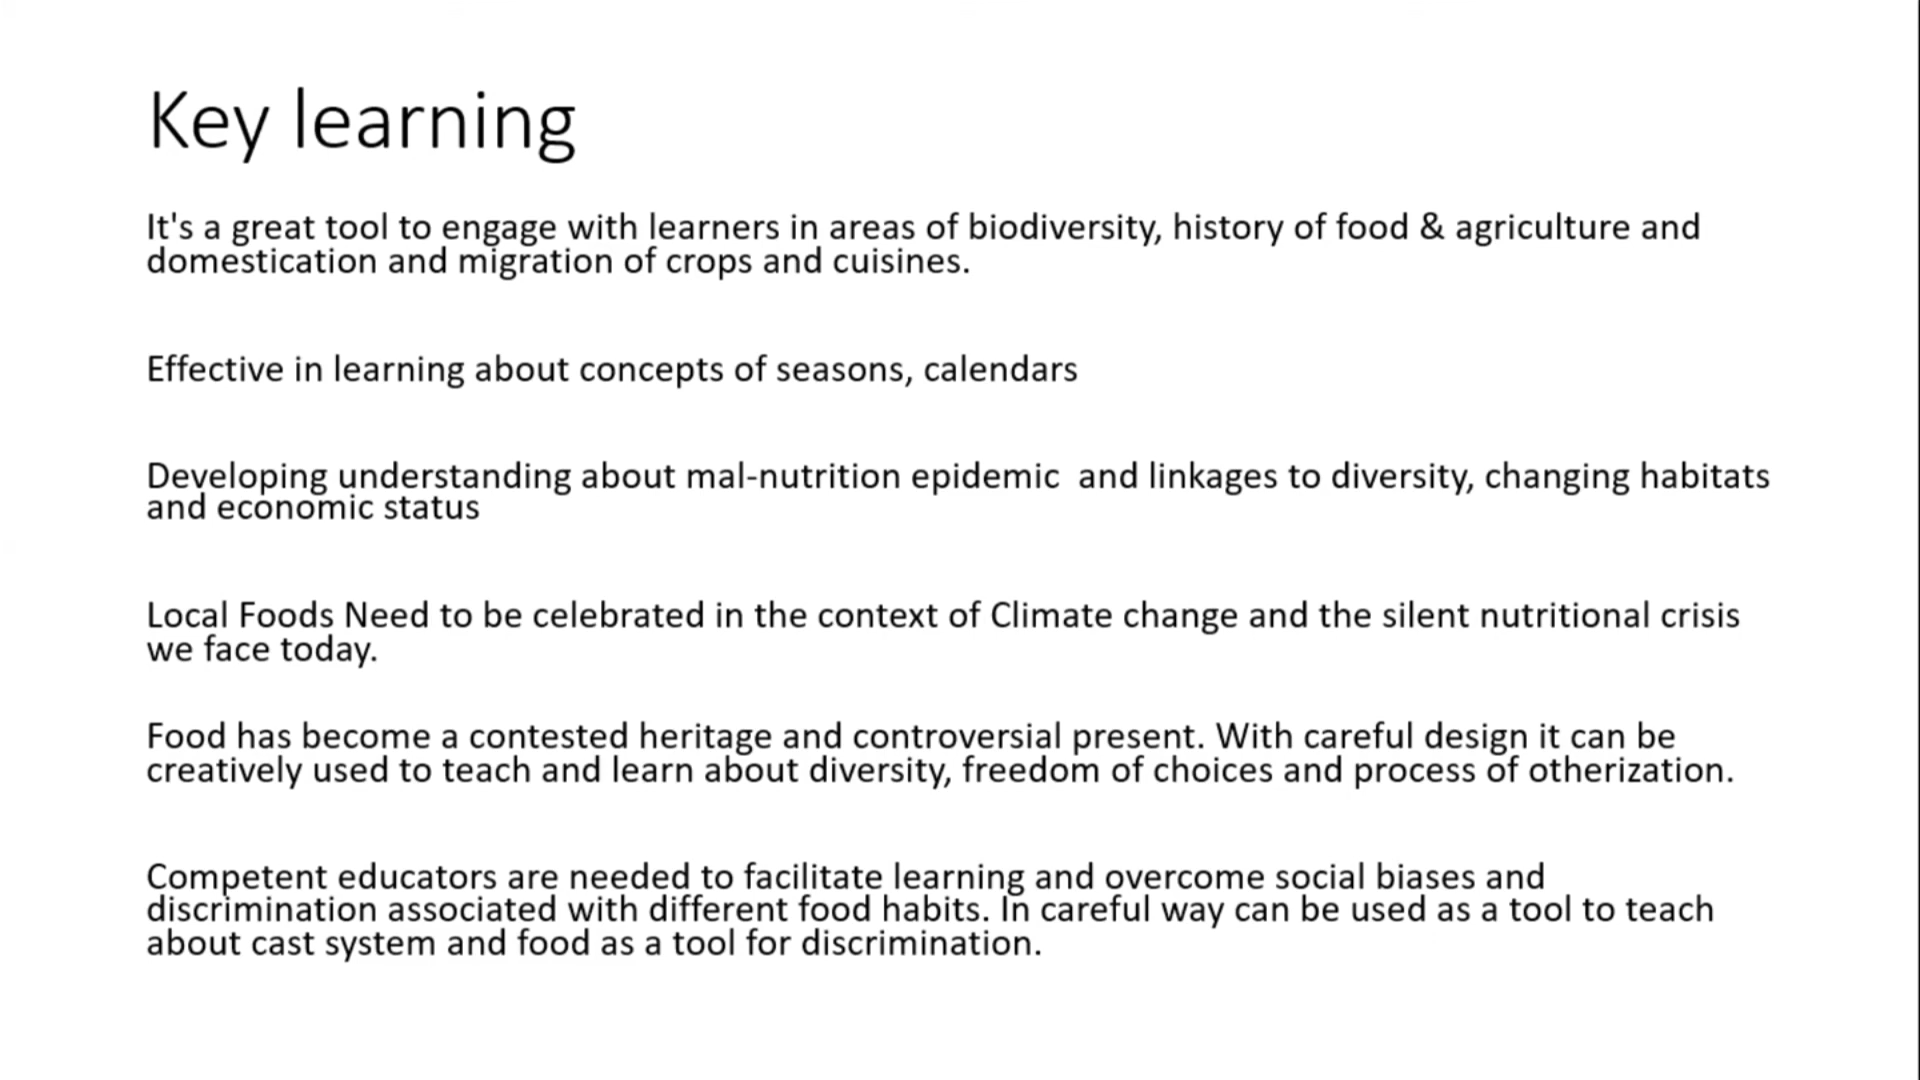 Key learning
It's a great tool to engage with learners in areas of biodiversity, history of food & agriculture and
domestication and migration of crops and cuisines.
Effective in learning about concepts of seasons, calendars
Developing understanding about mal-nutrition epidemic  and linkages to diversity, changing habitats
and economic status
Local Foods Need to be celebrated in the context of Climate change and the silent nutritional crisis
we face today.
Food has become a contested heritage and controversial present. With careful design it can be
creatively used to teach and learn about diversity, freedom of choices and process of otherization.
Competent educators are needed to facilitate learning and overcome social biases and
discrimination associated with different food habits. In careful way can be used as a tool to teach
about cast system and food as a tool for discrimination.